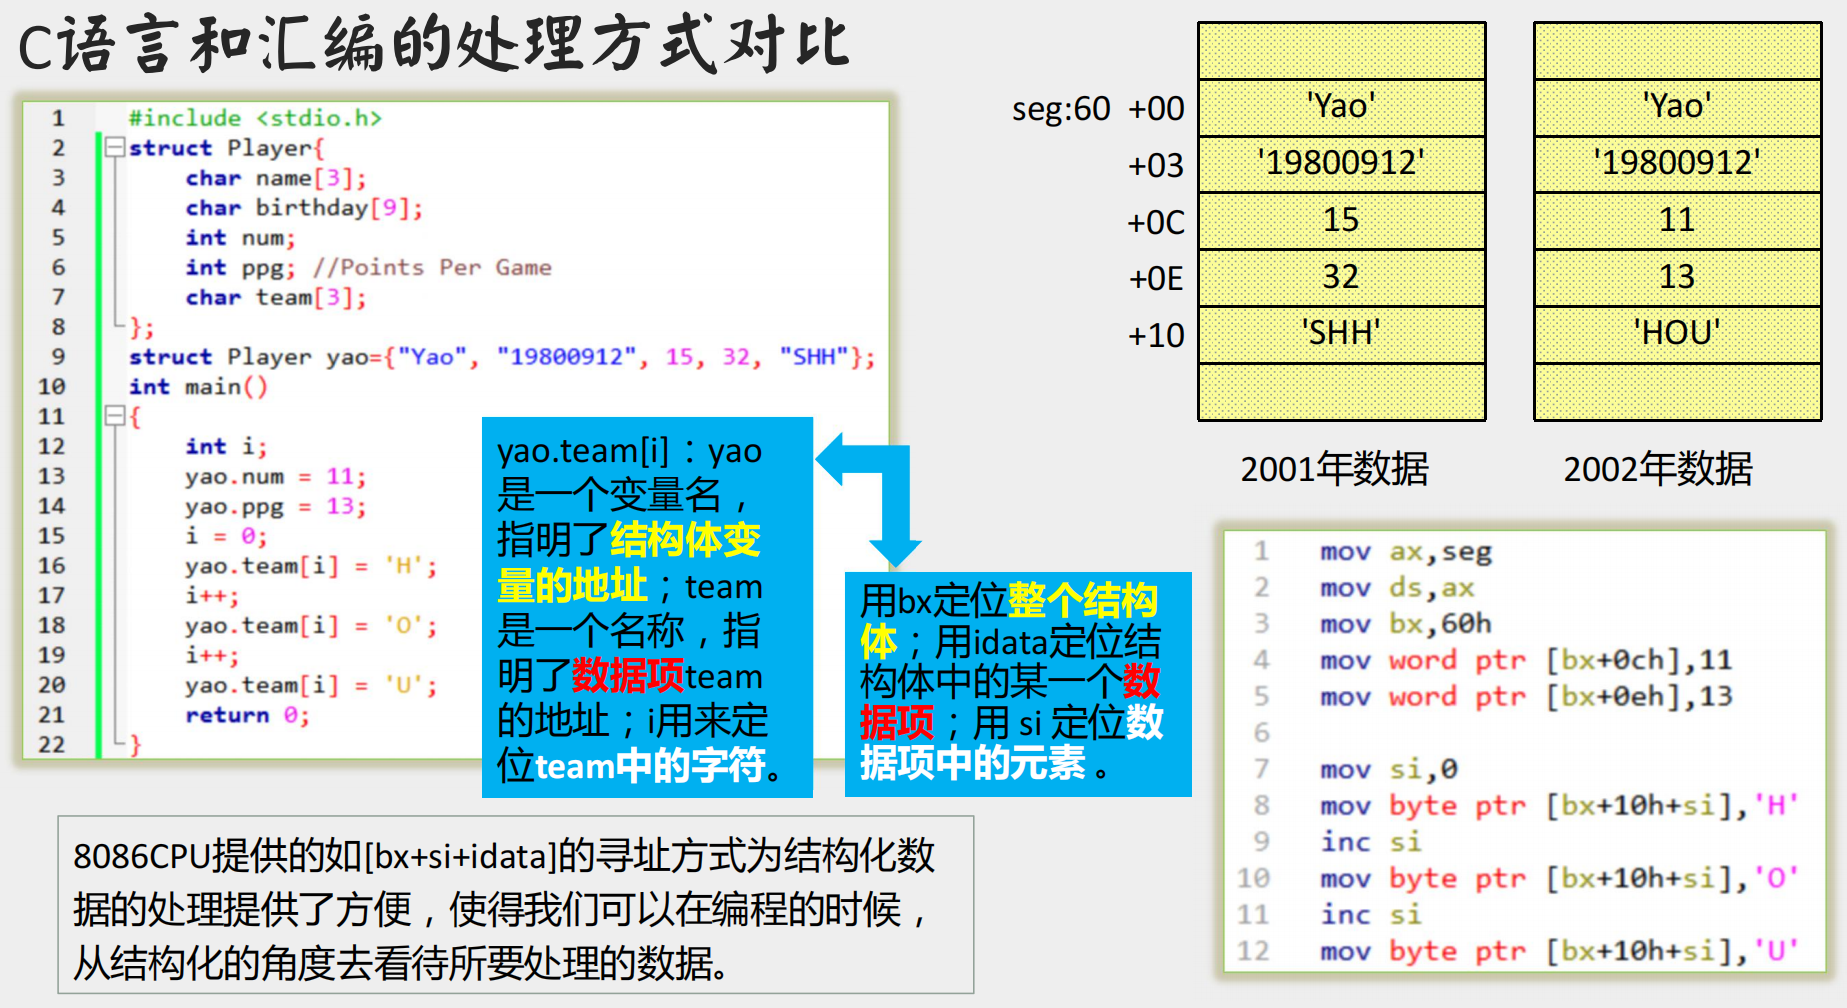 C语言和汇编的处理方式对比
1 #include <stdio.h>
2 struct Player{
3 char name[3];
4 char birthday[9];
5 int num;
6 int ppg; //Points Per Game
7 char team[3];
8 };
9 struct Player yao={"Yao", "19800912", 15, 32, "SHH"};
10 int main()
11 {
12 int i;
13 yao.num = 11;
14 yao.ppg = 13;
15 i = 0;
16 yao.team[i] = 'H';
17 i++;
18 yao.team[i] = 'O';
19 i++;
20 yao.team[i] = 'U';
21 return 0;
22 }
yao.team[i]：yao
是一个变量名，
指明了结构体变
量的地址；team
是一个名称，指
明了数据项team
的地址；i用来定
位team中的字符。
用bx定位整个结构
体；用idata定位结
构体中的某一个数
据项；用 si 定位数
据项中的元素 。
8086CPU提供的如[bx+si+idata]的寻址方式为结构化数
据的处理提供了方便，使得我们可以在编程的时候，
从结构化的角度去看待所要处理的数据。
seg:60 +00 'Yao' 'Yao'
+03 '19800912' '19800912'
+0C 15 11
+0E 32 13
+10 'SHH' 'HOU'
2001年数据 2002年数据
1 mov ax,seg
2 mov ds,ax
3 mov bx,60h
4 mov word ptr [bx+0ch],11
5 mov word ptr [bx+0eh],13
6
7 mov si,0
8 mov byte ptr [bx+10h+si],'H'
9 inc si
10 mov byte ptr [bx+10h+si],'O'
11 inc si
12 mov byte ptr [bx+10h+si],'U'